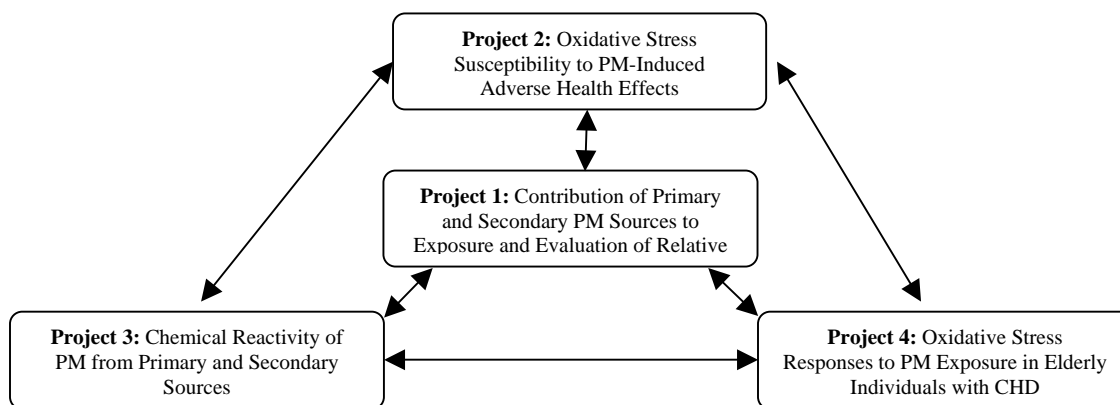 Project 2: Oxidative Stress
Susceptibility to PM-Induced
Adverse Health Effects
Project 1: Contribution of Primary
and Secondary PM Sources to
Exposure and Evaluation of Relative
Project 3: Chemical Reactivity of
PM from Primary and Secondary
Sources
Project 4: Oxidative Stress
Responses to PM Exposure in Elderly
Individuals with CHD